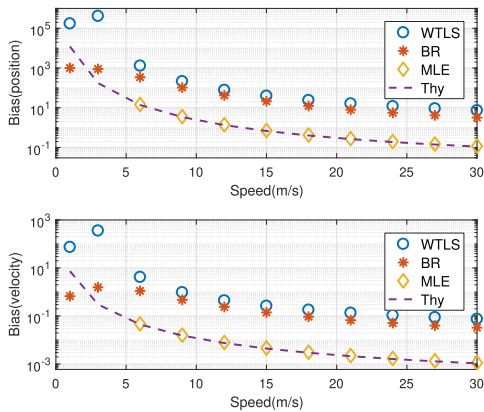 10^5
10^3
10^1
10^-1
Bias(position)
WTLS
BR
MLE
Thy
0 5 10 15 20 25 30
Speed(m/s)
10^3
10^1
10^-1
10^-3
Bias(velocity)
WTLS
BR
MLE
Thy
0 5 10 15 20 25 30
Speed(m/s)